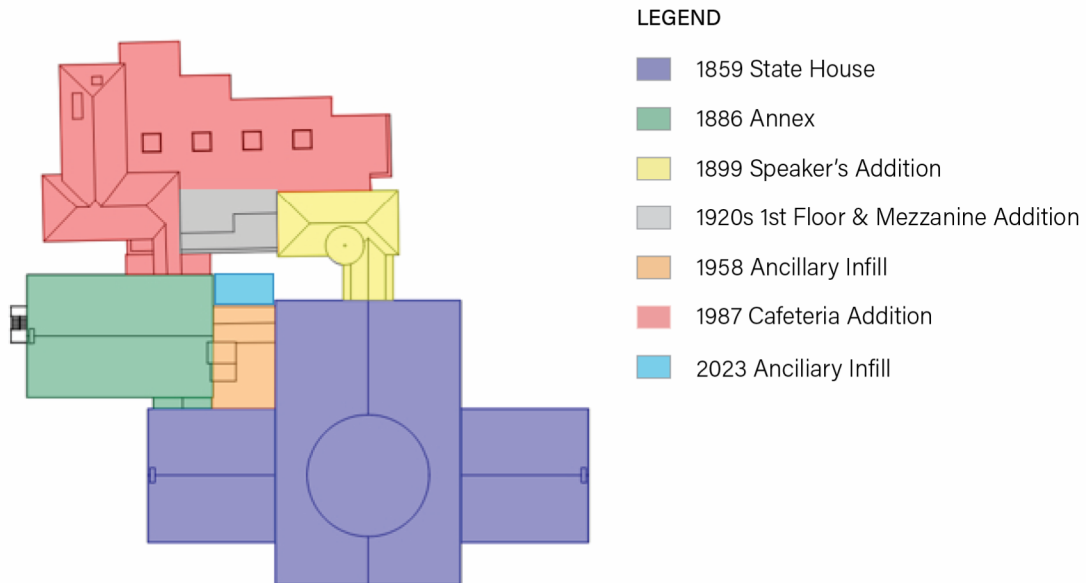 LEGEND
1859 State House
1886 Annex
1899 Speaker's Addition
1920s 1st Floor & Mezzanine Addition
1958 Ancillary Infill
1987 Cafeteria Addition
2023 Anciliary Infill